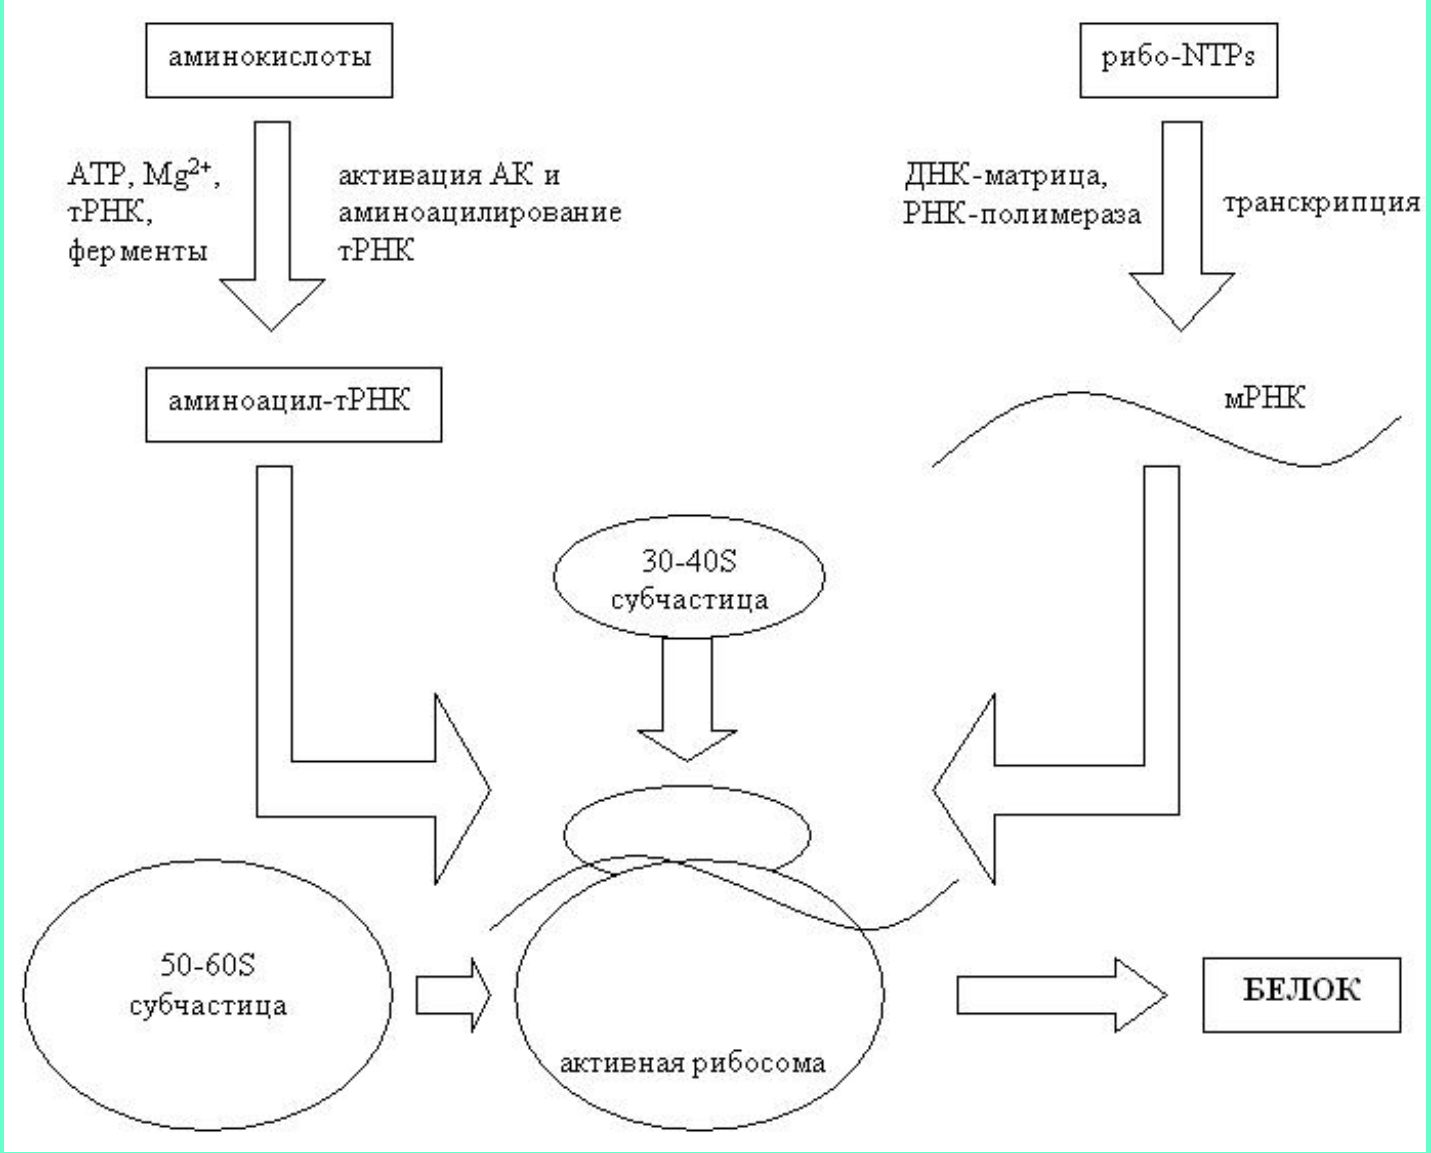 аминокислоты
рибо-NTPs
ATP, Mg²⁺,
тРНК,
ферменты
активация АК и
аминоацилирование
тРНК
ДНК-матрица,
РНК-полимераза
транскрипция
аминоацил-тРНК
мРНК
30-40S
субчастица
50-60S
субчастица
активная рибосома
БЕЛОК